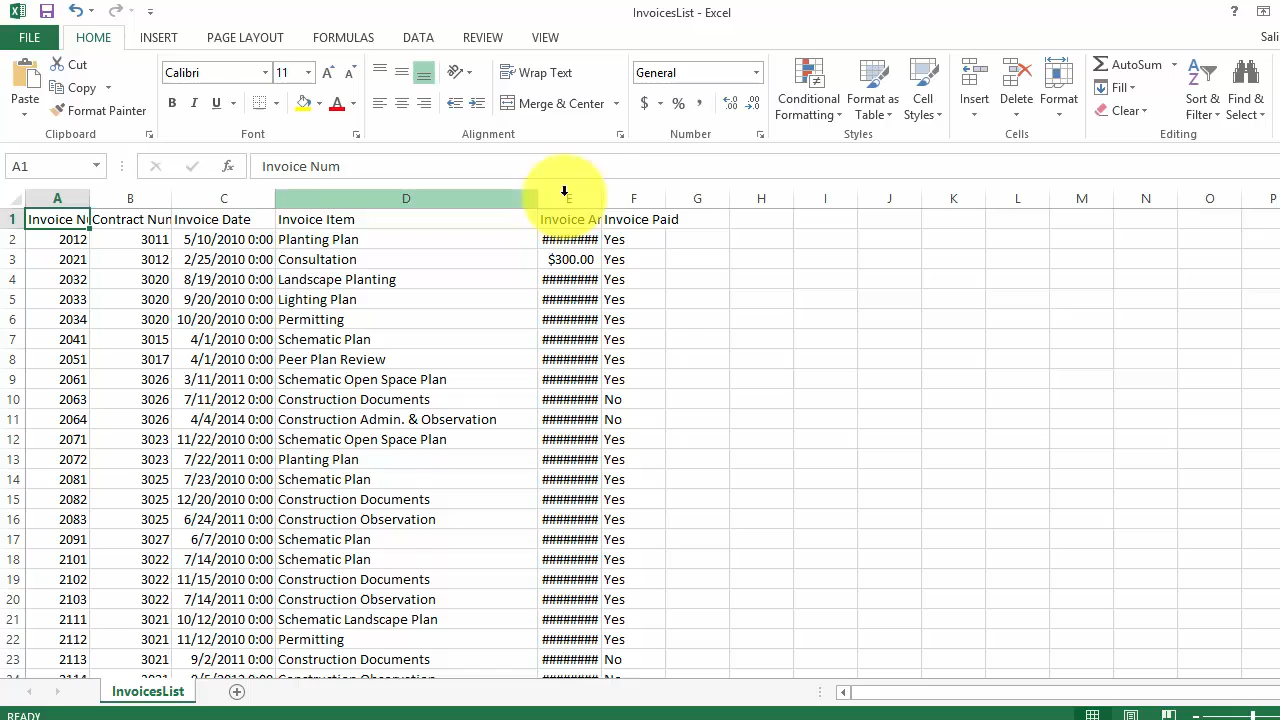 InvoicesList - Excel
?
FILE HOME INSERT PAGE LAYOUT FORMULAS DATA REVIEW VIEW Sali
Paste Cut Copy Format Painter Clipboard
Calibri 11 A A B I U A Font
Wrap Text Merge & Center Alignment
General $ % , .0 .00 Number
Conditional Formatting Format as Table Cell Styles Styles
Insert Delete Format Cells
AutoSum Fill Clear Sort & Filter Find & Select Editing
A1 fx Invoice Num
A B C D E F G H I J K L M N O P
1 Invoice Nu Contract Num Invoice Date Invoice Item Invoice Ar Invoice Paid
2 2012 3011 5/10/2010 0:00 Planting Plan ######## Yes
3 2021 3012 2/25/2010 0:00 Consultation $300.00 Yes
4 2032 3020 8/19/2010 0:00 Landscape Planting ######## Yes
5 2033 3020 9/20/2010 0:00 Lighting Plan ######## Yes
6 2034 3020 10/20/2010 0:00 Permitting ######## Yes
7 2041 3015 4/1/2010 0:00 Schematic Plan ######## Yes
8 2051 3017 4/1/2010 0:00 Peer Plan Review ######## Yes
9 2061 3026 3/11/2011 0:00 Schematic Open Space Plan ######## Yes
10 2063 3026 7/11/2012 0:00 Construction Documents ######## No
11 2064 3026 4/4/2014 0:00 Construction Admin. & Observation ######## No
12 2071 3023 11/22/2010 0:00 Schematic Open Space Plan ######## Yes
13 2072 3023 7/22/2011 0:00 Planting Plan ######## Yes
14 2081 3025 7/23/2010 0:00 Schematic Plan ######## Yes
15 2082 3025 12/20/2010 0:00 Construction Documents ######## Yes
16 2083 3025 6/24/2011 0:00 Construction Observation ######## Yes
17 2091 3027 6/7/2010 0:00 Schematic Plan ######## Yes
18 2101 3022 7/14/2010 0:00 Schematic Plan ######## Yes
19 2102 3022 11/15/2010 0:00 Construction Documents ######## Yes
20 2103 3022 7/14/2011 0:00 Construction Observation ######## Yes
21 2111 3021 10/12/2010 0:00 Schematic Landscape Plan ######## Yes
22 2112 3021 11/12/2010 0:00 Permitting ######## Yes
23 2113 3021 9/2/2011 0:00 Construction Documents ######## No
InvoicesList
READY